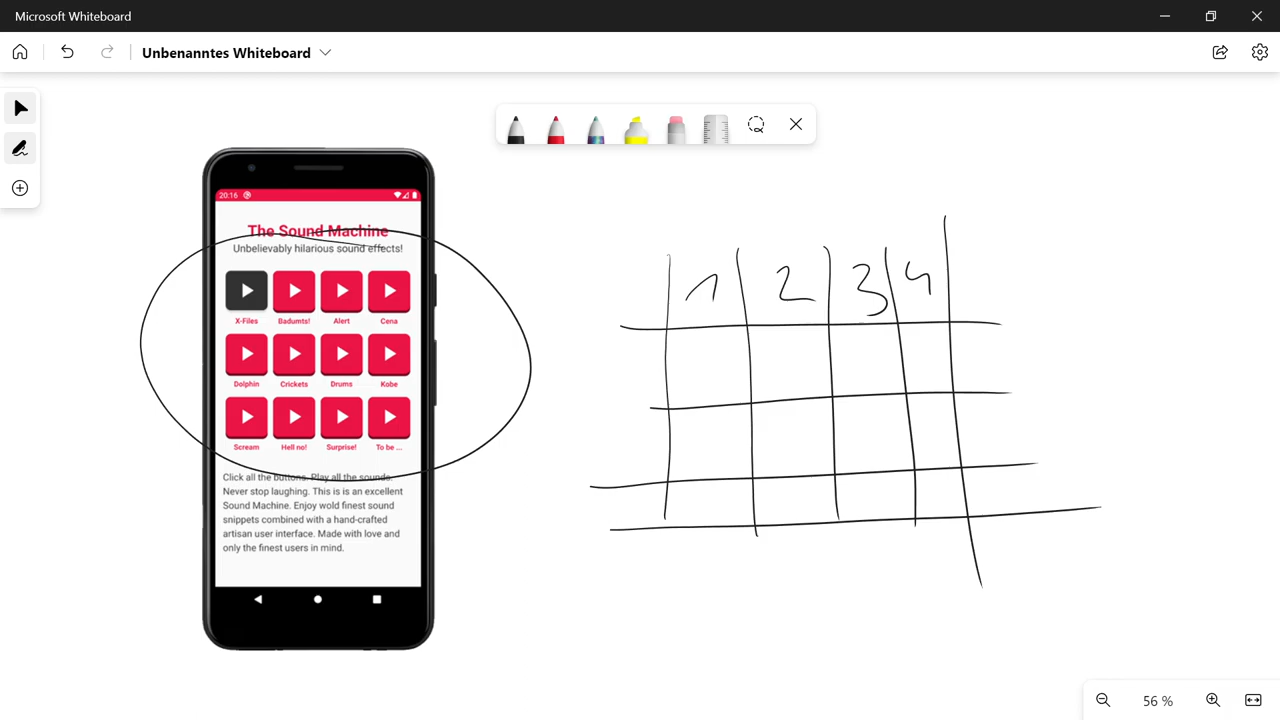 Microsoft Whiteboard
Unbenanntes Whiteboard
20:16
The Sound Machine
Unbelievably hilarious sound effects!
X-Files Badumts! Alert Cena
Dolphin Crickets Drums Kobe
Scream Hell no! Surprise! To be ...
Click all the buttons. Play all the sounds.
Never stop laughing. This is is an excellent
Sound Machine. Enjoy wold finest sound
snippets combined with a hand-crafted
artisan user interface. Made with love and
only the finest users in mind.
1 2 3 4
56 %